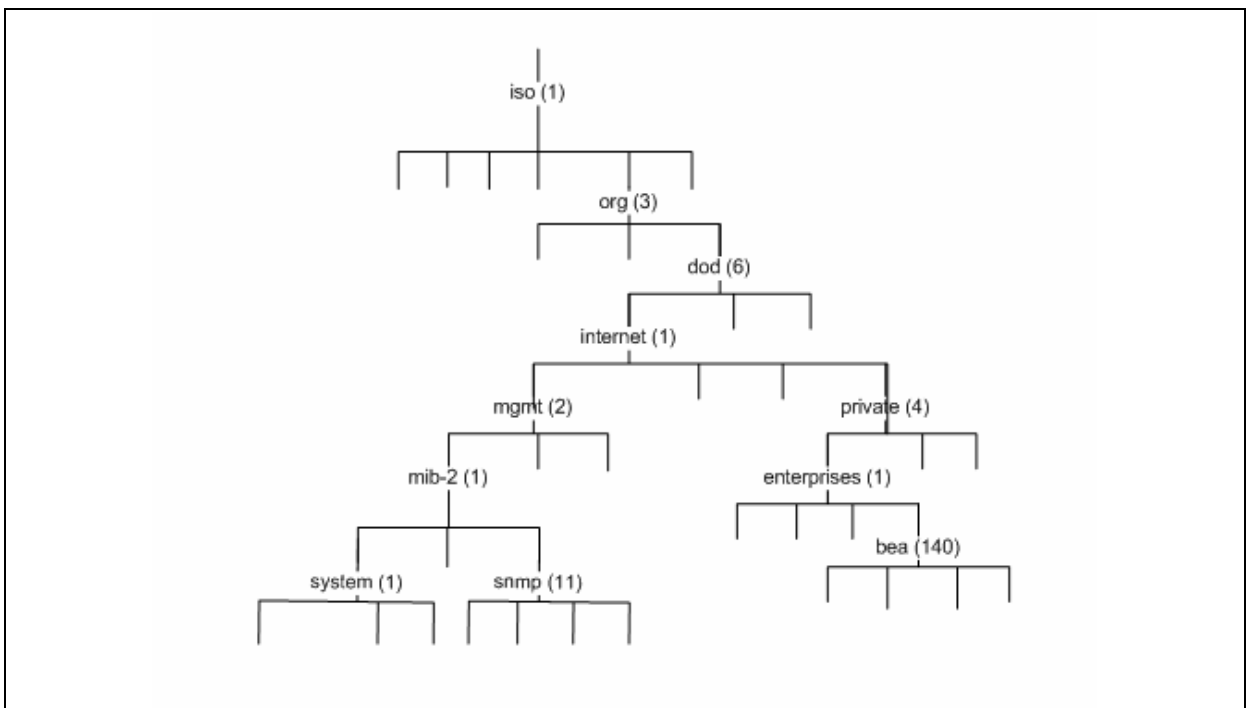 iso (1)
org (3)
dod (6)
internet (1)
mgmt (2) private (4)
mib-2 (1) enterprises (1)
bea (140)
system (1) snmp (11)